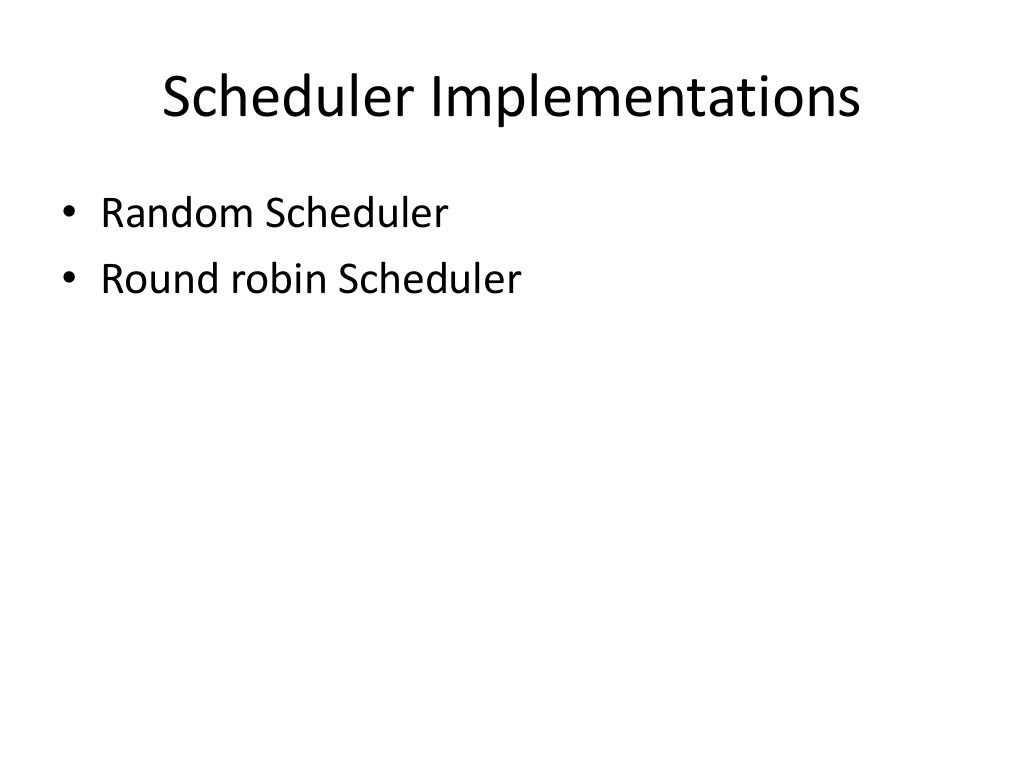 Scheduler Implementations
• Random Scheduler
• Round robin Scheduler